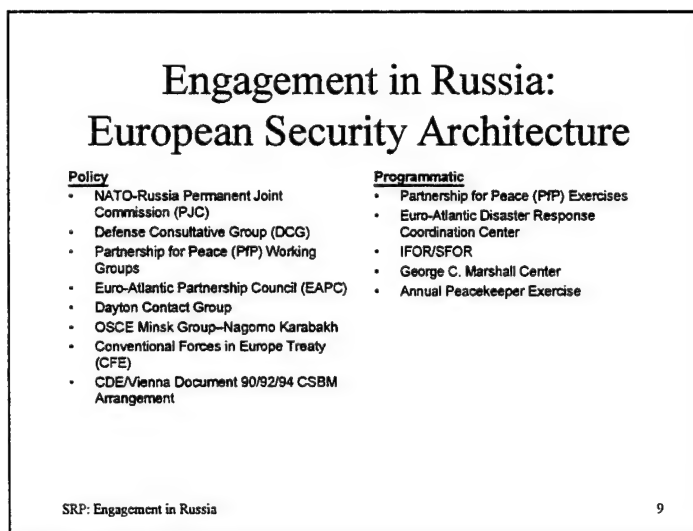 Engagement in Russia:
European Security Architecture
Policy
• NATO-Russia Permanent Joint
Commission (PJC)
• Defense Consultative Group (DCG)
• Partnership for Peace (PfP) Working
Groups
• Euro-Atlantic Partnership Council (EAPC)
• Dayton Contact Group
• OSCE Minsk Group–Nagorno Karabakh
• Conventional Forces in Europe Treaty
(CFE)
• CDE/Vienna Document 90/92/94 CSBM
Arrangement
Programmatic
• Partnership for Peace (PfP) Exercises
• Euro-Atlantic Disaster Response
Coordination Center
• IFOR/SFOR
• George C. Marshall Center
• Annual Peacekeeper Exercise
SRP: Engagement in Russia
9